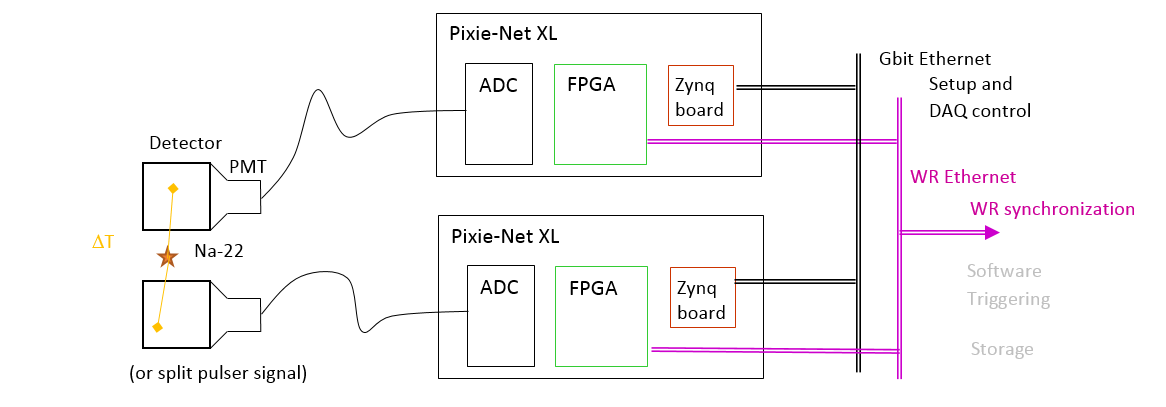 Pixie-Net XL
ADC
FPGA
Zynq
board
Gbit Ethernet
Setup and
DAQ control
Detector
PMT
WR Ethernet
WR synchronization
ΔT
Na-22
Pixie-Net XL
ADC
FPGA
Zynq
board
Software
Triggering
Storage
(or split pulser signal)